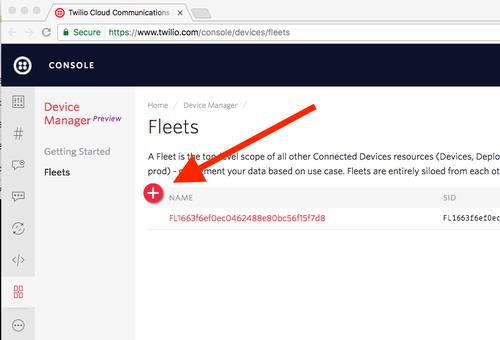 Twilio Cloud Communications
Secure https://www.twilio.com/console/devices/fleets
CONSOLE
Device
Manager Preview
Getting Started
Fleets
Home / Device Manager /
Fleets
A Fleet is the top-level scope of all other Connected Devices resources (Devices, Deplo
prod) - segment your data based on use case. Fleets are entirely siloed from each ot
NAME SID
FL1663f6ef0ec0462488e80bc56f15f7d8 FL1663f6ef0ec